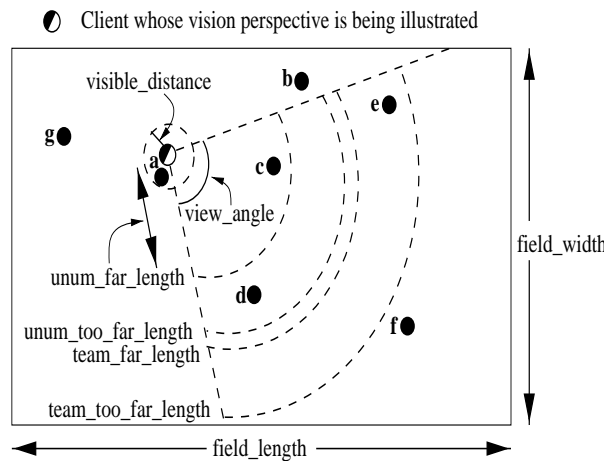 Client whose vision perspective is being illustrated
b
visible_distance
e
g
a
c
view_angle
field_width
unum_far_length
d
f
unum_too_far_length
team_far_length
team_too_far_length
field_length